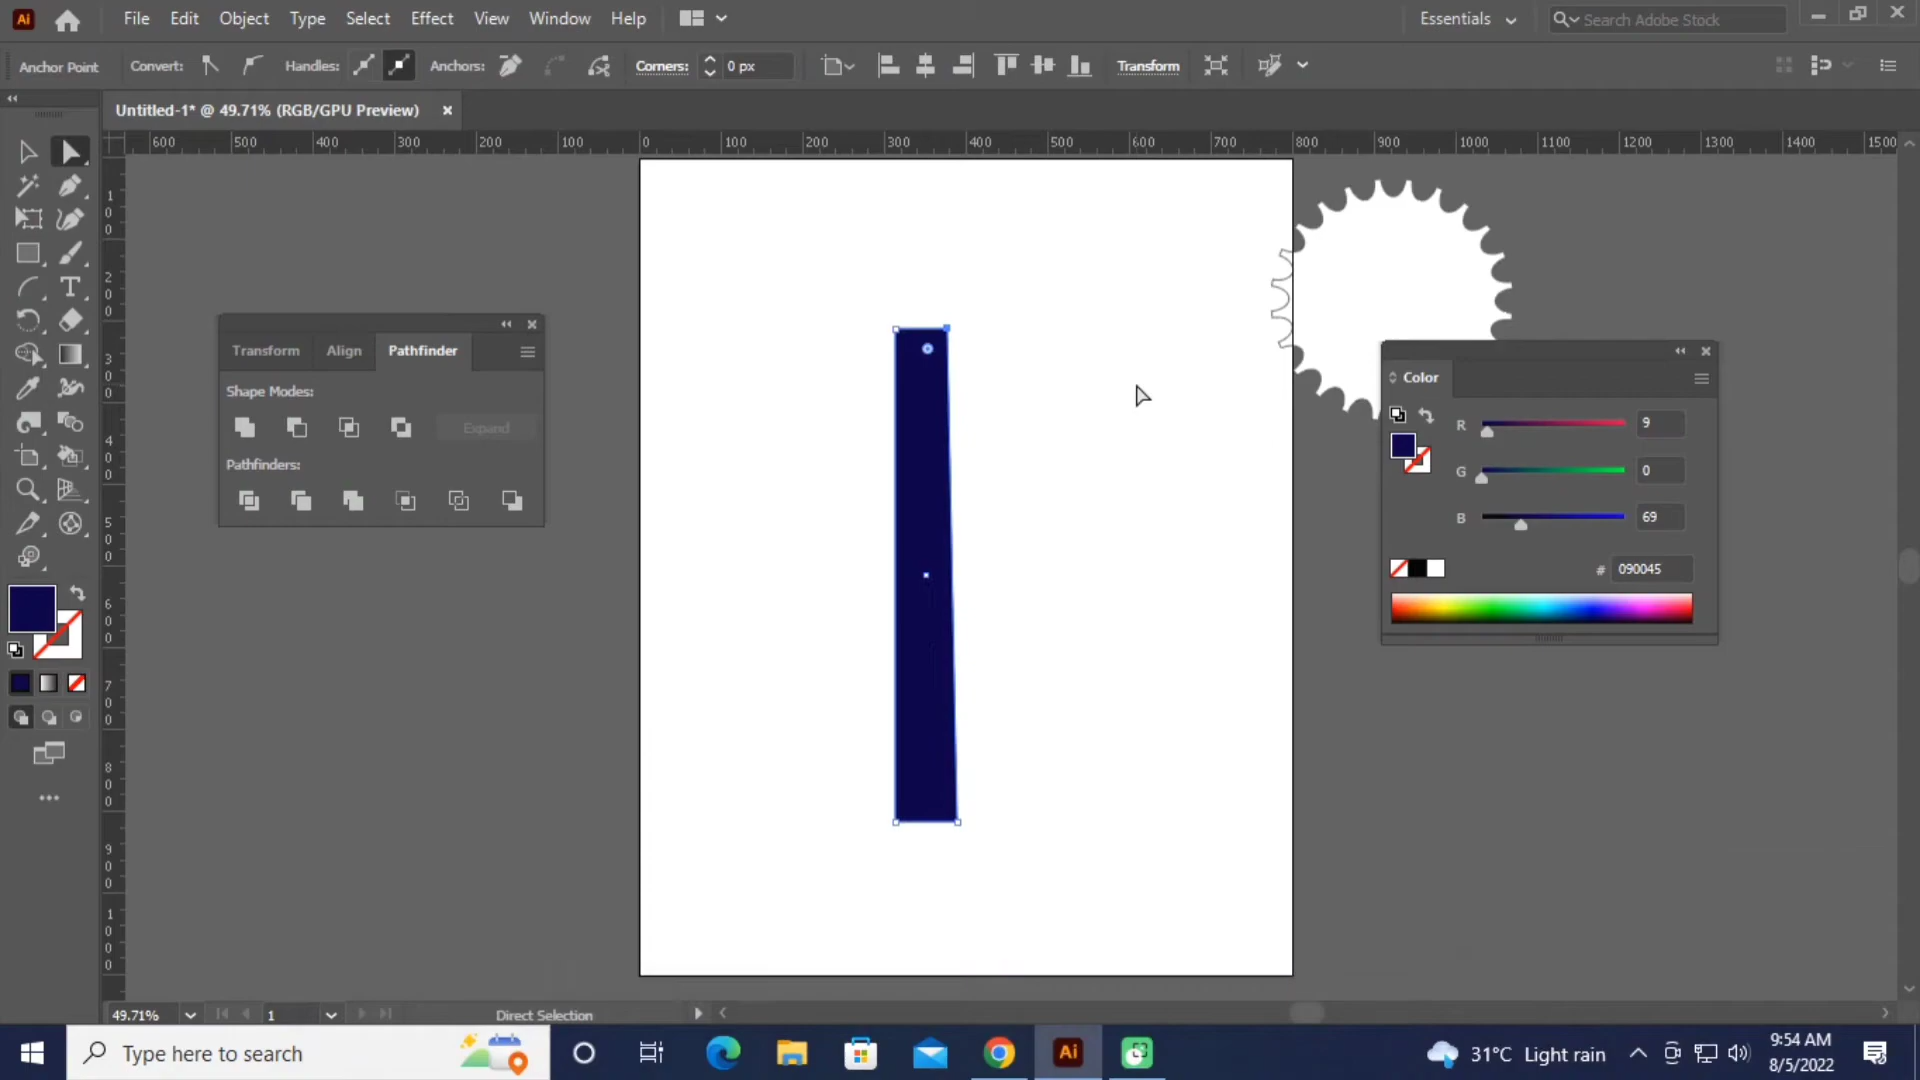 Ai File Edit Object Type Select Effect View Window Help Essentials Search Adobe Stock
Anchor Point Convert: Handles: Anchors: Corners: 0 px Transform
Untitled-1* @ 49.71% (RGB/GPU Preview)
600 500 400 300 200 100 0 100 200 300 400 500 600 700 800 900 1000 1100 1200 1300 1400 1500
100
200
300
400
500
600
700
800
900
1000
Transform Align Pathfinder
Shape Modes:
Expand
Pathfinders:
Color
R 9
G 0
B 69
# 090045
49.71% 1 Direct Selection
Type here to search
Ai
31°C Light rain
9:54 AM
8/5/2022